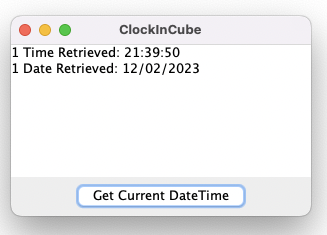 ClockInCube
1 Time Retrieved: 21:39:50
1 Date Retrieved: 12/02/2023
Get Current DateTime